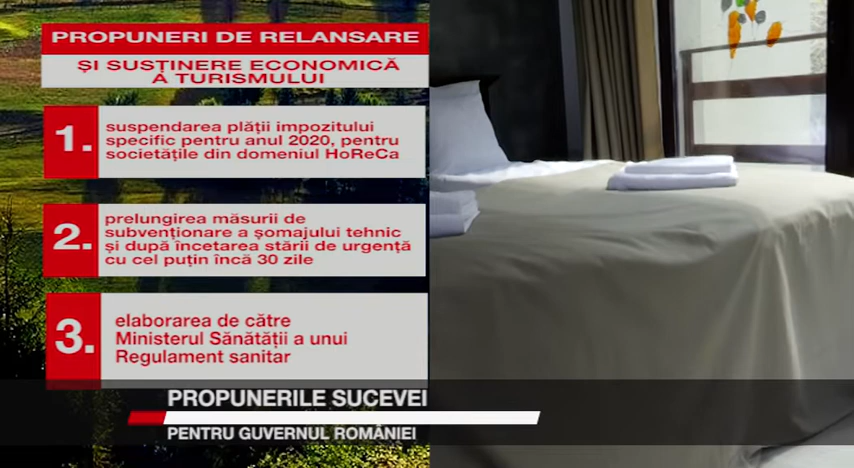 PROPUNERI DE RELANSARE
ȘI SUSȚINERE ECONOMICĂ
A TURISMULUI
1.
suspendarea plății impozitului
specific pentru anul 2020, pentru
societățile din domeniul HoReCa
2.
prelungirea măsurii de
subvenționare a șomajului tehnic
și după încetarea stării de urgență
cu cel puțin încă 30 zile
3.
elaborarea de către
Ministerul Sănătății a unui
Regulament sanitar
PROPUNERILE SUCEVEI
PENTRU GUVERNUL ROMÂNIEI